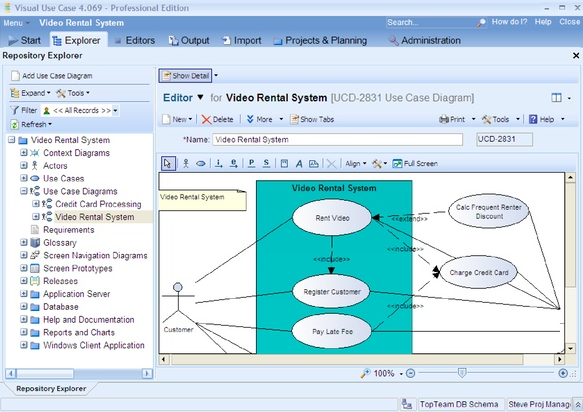 Visual Use Case 4.069 - Professional Edition
Menu Video Rental System Search... How do I? Help Close
Start Explorer Editors Output Import Projects & Planning Administration
Repository Explorer
Add Use Case Diagram
Expand Tools
Filter << All Records >>
Refresh
Video Rental System
Context Diagrams
Actors
Use Cases
Use Case Diagrams
Credit Card Processing
Video Rental System
Requirements
Glossary
Screen Navigation Diagrams
Screen Prototypes
Releases
Application Server
Database
Help and Documentation
Reports and Charts
Windows Client Application
Repository Explorer
Show Detail
Editor for Video Rental System [UCD-2831 Use Case Diagram]
New Delete More Show Tabs Print Tools Help
*Name: Video Rental System UCD-2831
Align Full Screen
Video Rental System
Video Rental System
Rent Video
<<extend>>
Calc Frequent Renter
Discount
<<include>>
<<include>>
Charge Credit Card
Register Customer
<<include>>
Pay Late Fee
Customer
100%
TopTeam DB Schema Steve Proj Manag